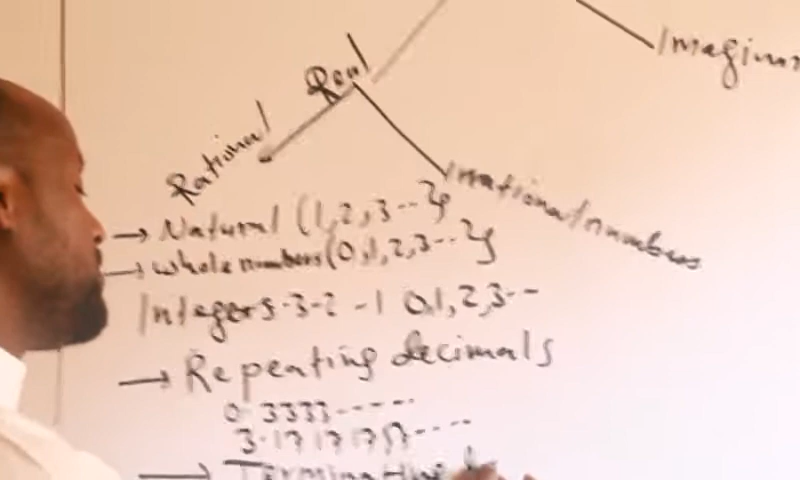 Imagina
Real
Rational
Irrational numbers
→ Natural {1,2,3---}
→ whole numbers {0,1,2,3---}
Integers -3-2 -1 0,1,2,3--
→ Repeating decimals
0.3333------
3.17171717----
→ Terminating